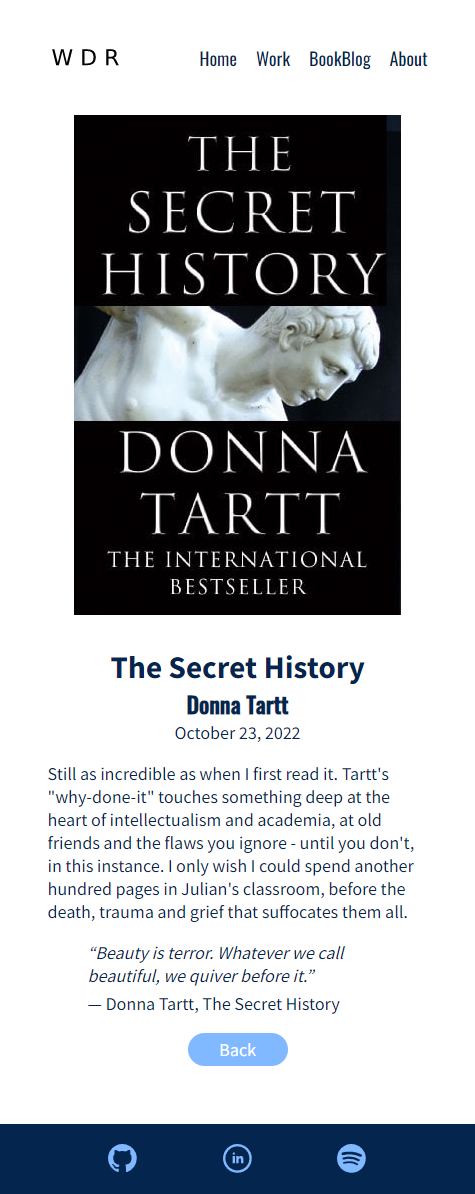 W D R
Home Work BookBlog About
THE
SECRET
HISTORY
DONNA
TARTT
THE INTERNATIONAL
BESTSELLER
The Secret History
Donna Tartt
October 23, 2022
Still as incredible as when I first read it. Tartt's
"why-done-it" touches something deep at the
heart of intellectualism and academia, at old
friends and the flaws you ignore - until you don't,
in this instance. I only wish I could spend another
hundred pages in Julian's classroom, before the
death, trauma and grief that suffocates them all.
“Beauty is terror. Whatever we call
beautiful, we quiver before it.”
— Donna Tartt, The Secret History
Back
in